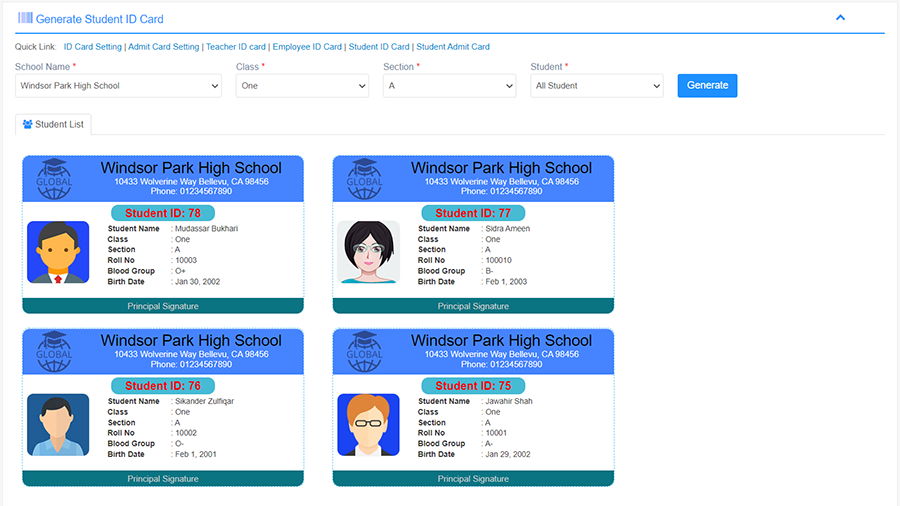 Generate Student ID Card
Quick Link: ID Card Setting | Admit Card Setting | Teacher ID card | Employee ID Card | Student ID Card | Student Admit Card
School Name * Class * Section * Student *
Windsor Park High School One A All Student Generate
Student List
GLOBAL
Windsor Park High School
10433 Wolverine Way Bellevu, CA 98456
Phone: 01234567890
Student ID: 78
Student Name : Mudassar Bukhari
Class : One
Section : A
Roll No : 10003
Blood Group : O+
Birth Date : Jan 30, 2002
Principal Signature
GLOBAL
Windsor Park High School
10433 Wolverine Way Bellevu, CA 98456
Phone: 01234567890
Student ID: 77
Student Name : Sidra Ameen
Class : One
Section : A
Roll No : 100010
Blood Group : B-
Birth Date : Feb 1, 2003
Principal Signature
GLOBAL
Windsor Park High School
10433 Wolverine Way Bellevu, CA 98456
Phone: 01234567890
Student ID: 76
Student Name : Sikander Zulfiqar
Class : One
Section : A
Roll No : 10002
Blood Group : O-
Birth Date : Feb 1, 2001
Principal Signature
GLOBAL
Windsor Park High School
10433 Wolverine Way Bellevu, CA 98456
Phone: 01234567890
Student ID: 75
Student Name : Jawahir Shah
Class : One
Section : A
Roll No : 10001
Blood Group : A-
Birth Date : Jan 29, 2002
Principal Signature